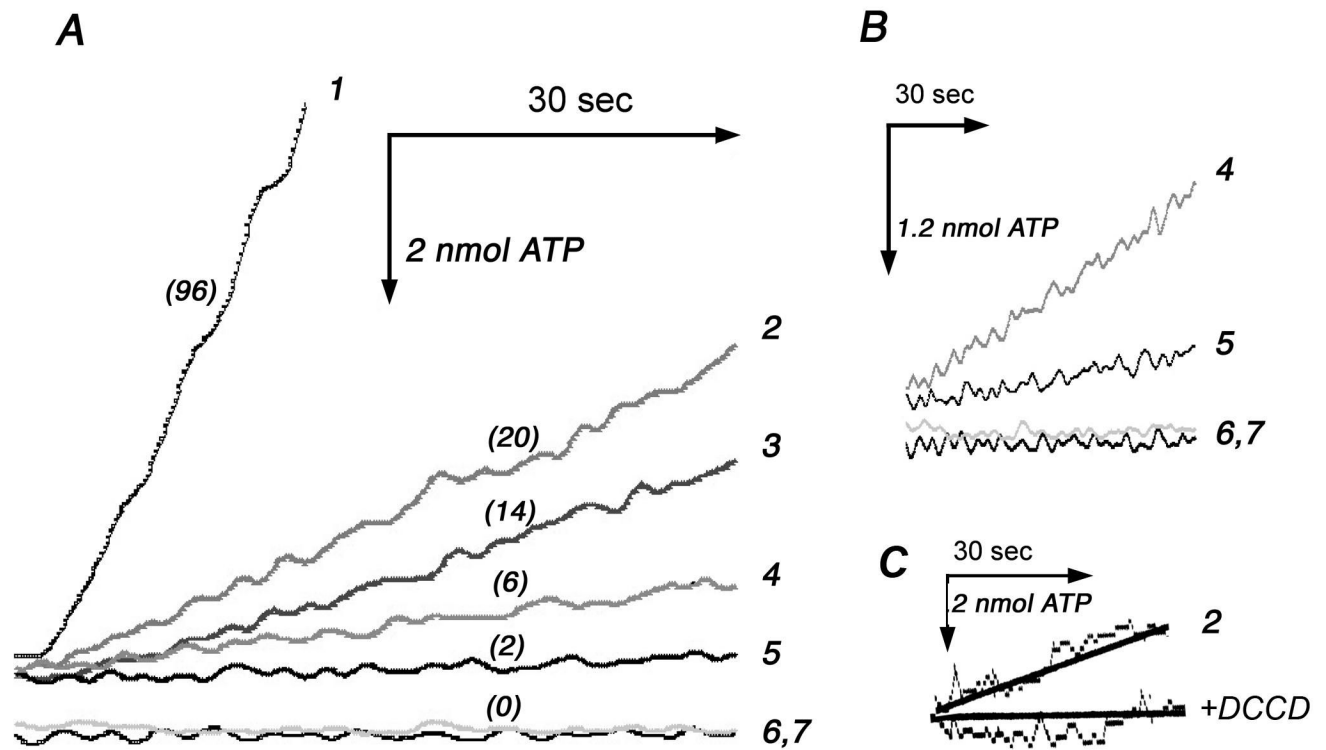 A
1
30 sec
2 nmol ATP
(96)
2
(20)
3
(14)
4
(6)
5
(2)
(0)
6,7
B
30 sec
1.2 nmol ATP
4
5
6,7
C
30 sec
.2 nmol ATP
2
+DCCD